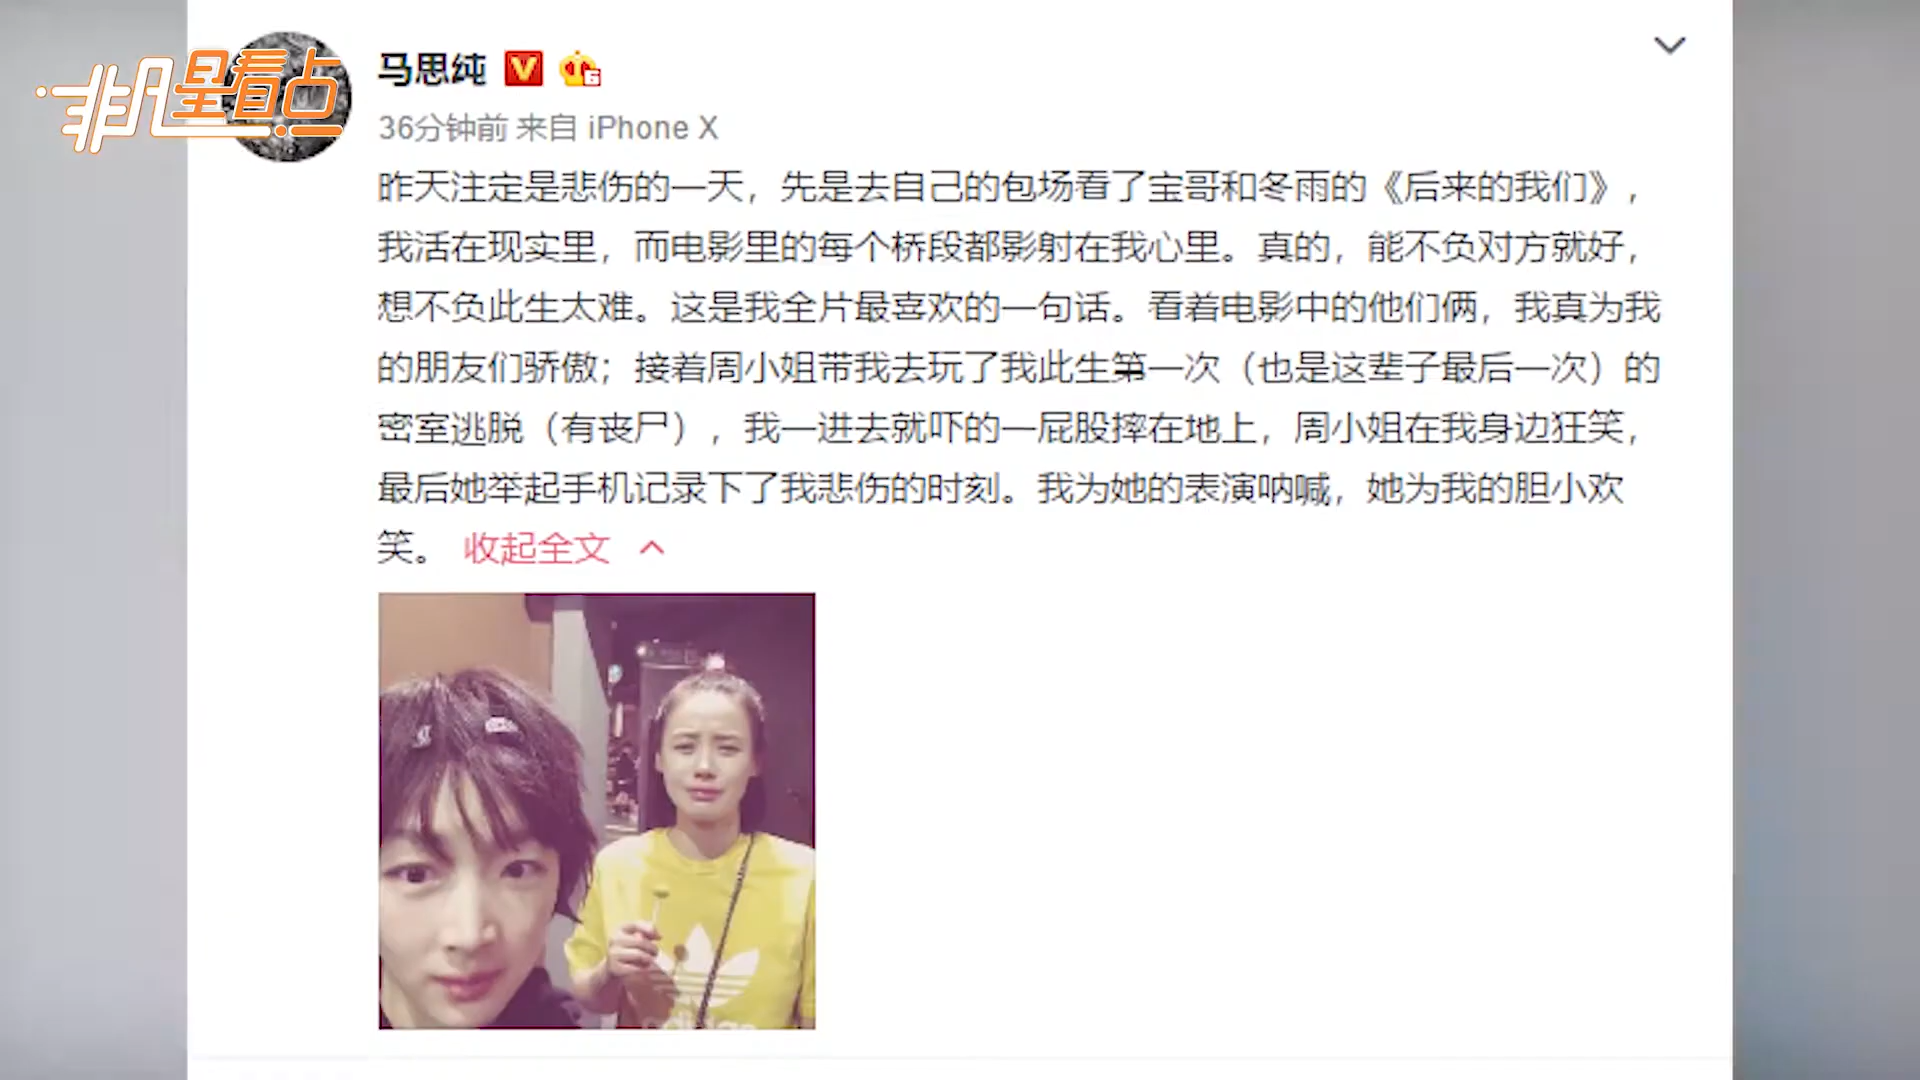 非凡星看点
马思纯
V
6
36分钟前 来自 iPhone X
昨天注定是悲伤的一天，先是去自己的包场看了宝哥和冬雨的《后来的我们》，
我活在现实里，而电影里的每个桥段都影射在我心里。真的，能不负对方就好，
想不负此生太难。这是我全片最喜欢的一句话。看着电影中的他们俩，我真为我
的朋友们骄傲；接着周小姐带我去玩了我此生第一次（也是这辈子最后一次）的
密室逃脱（有丧尸），我一进去就吓的一屁股摔在地上，周小姐在我身边狂笑，
最后她举起手机记录下了我悲伤的时刻。我为她的表演呐喊，她为我的胆小欢
笑。 收起全文
adidas